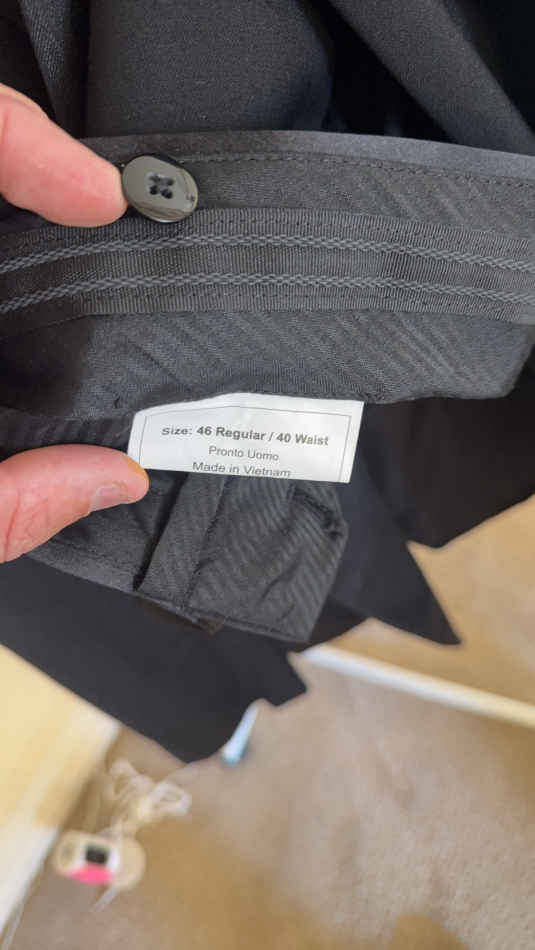 Size: 46 Regular / 40 Waist
Pronto Uomo
Made in Vietnam